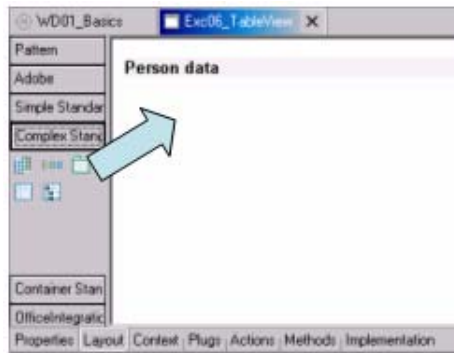 WD01_Basics
Exc06_TableView
Pattern
Adobe
Person data
Simple Standar
Complex Stand
Container Stan
OfficeIntegratic
Properties Layout Context Plugs Actions Methods Implementation